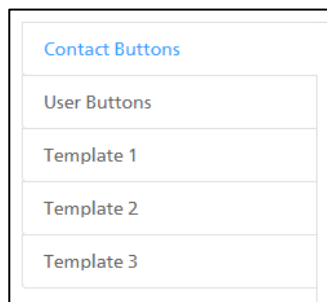 Contact Buttons
User Buttons
Template 1
Template 2
Template 3